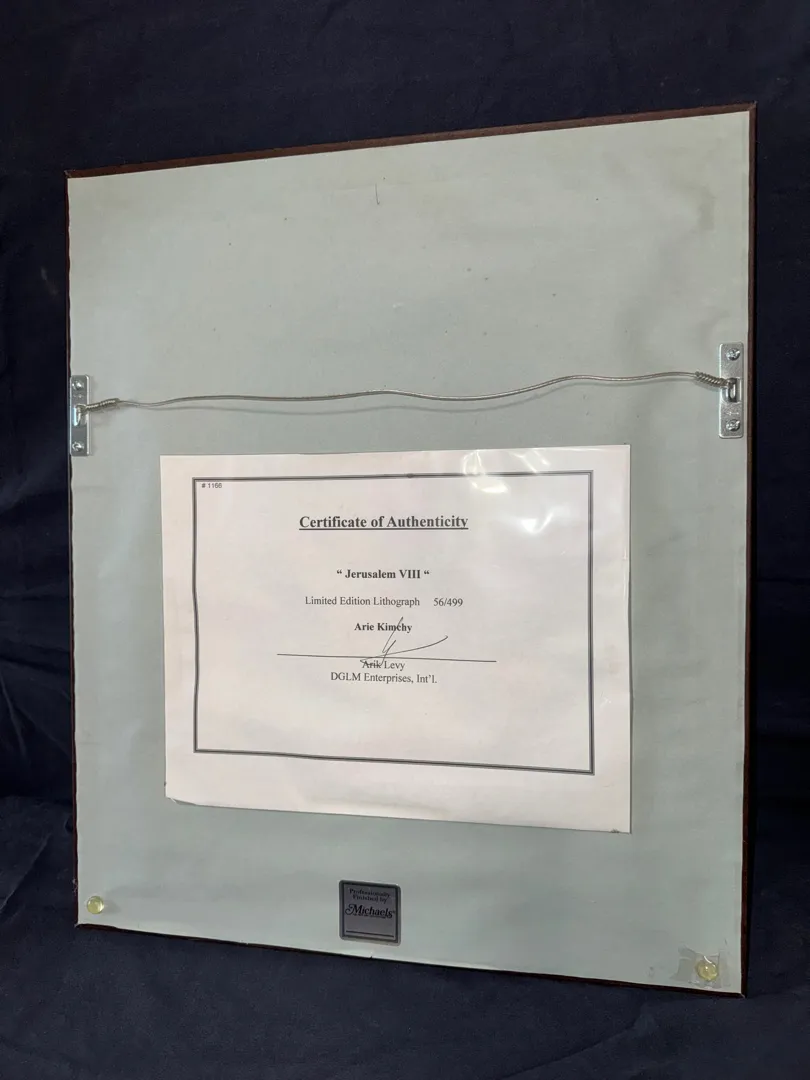 # 1166
Certificate of Authenticity
“ Jerusalem VIII “
Limited Edition Lithograph 56/499
Arie Kimchy
Arik Levy
DGLM Enterprises, Int’l.
Professionally
Finished by
Michaels